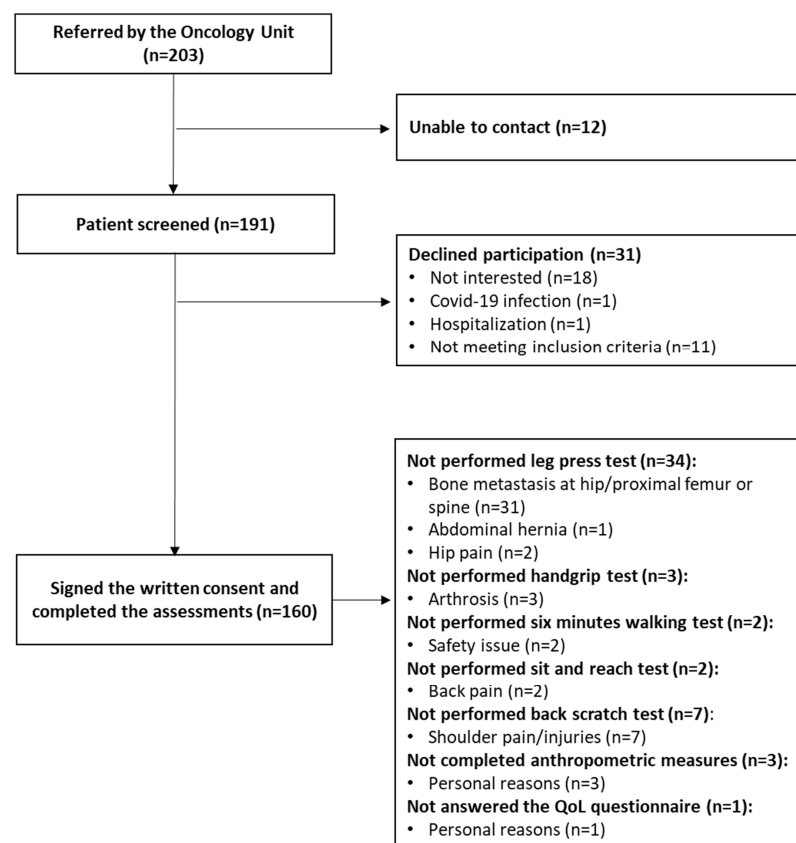 Referred by the Oncology Unit
(n=203)
Unable to contact (n=12)
Patient screened (n=191)
Declined participation (n=31)
• Not interested (n=18)
• Covid-19 infection (n=1)
• Hospitalization (n=1)
• Not meeting inclusion criteria (n=11)
Signed the written consent and
completed the assessments (n=160)
Not performed leg press test (n=34):
• Bone metastasis at hip/proximal femur or
spine (n=31)
• Abdominal hernia (n=1)
• Hip pain (n=2)
Not performed handgrip test (n=3):
• Arthrosis (n=3)
Not performed six minutes walking test (n=2):
• Safety issue (n=2)
Not performed sit and reach test (n=2):
• Back pain (n=2)
Not performed back scratch test (n=7):
• Shoulder pain/injuries (n=7)
Not completed anthropometric measures (n=3):
• Personal reasons (n=3)
Not answered the QoL questionnaire (n=1):
• Personal reasons (n=1)